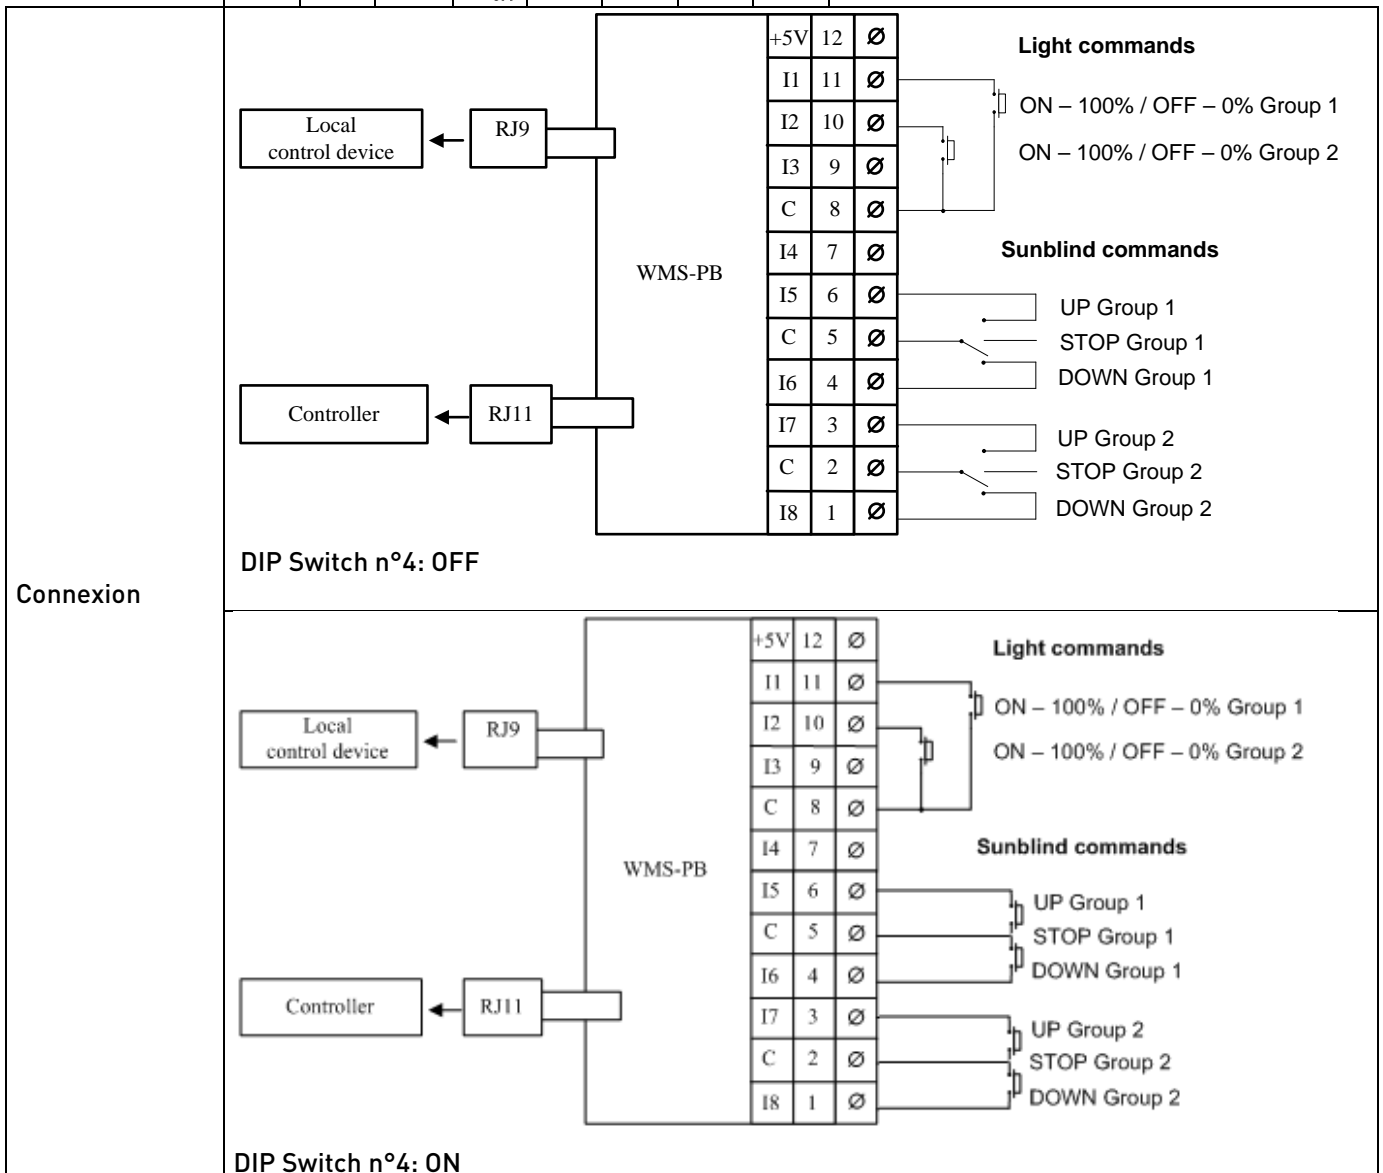 Connexion
+5V 12 Ø
I1 11 Ø
I2 10 Ø
I3 9 Ø
C 8 Ø
I4 7 Ø
I5 6 Ø
C 5 Ø
I6 4 Ø
I7 3 Ø
C 2 Ø
I8 1 Ø
Local
control device
RJ9
WMS-PB
Controller
RJ11
Light commands
ON – 100% / OFF – 0% Group 1
ON – 100% / OFF – 0% Group 2
Sunblind commands
UP Group 1
STOP Group 1
DOWN Group 1
UP Group 2
STOP Group 2
DOWN Group 2
DIP Switch n°4: OFF
+5V 12 Ø
I1 11 Ø
I2 10 Ø
I3 9 Ø
C 8 Ø
I4 7 Ø
I5 6 Ø
C 5 Ø
I6 4 Ø
I7 3 Ø
C 2 Ø
I8 1 Ø
Local
control device
RJ9
WMS-PB
Controller
RJ11
Light commands
ON – 100% / OFF – 0% Group 1
ON – 100% / OFF – 0% Group 2
Sunblind commands
UP Group 1
STOP Group 1
DOWN Group 1
UP Group 2
STOP Group 2
DOWN Group 2
DIP Switch n°4: ON